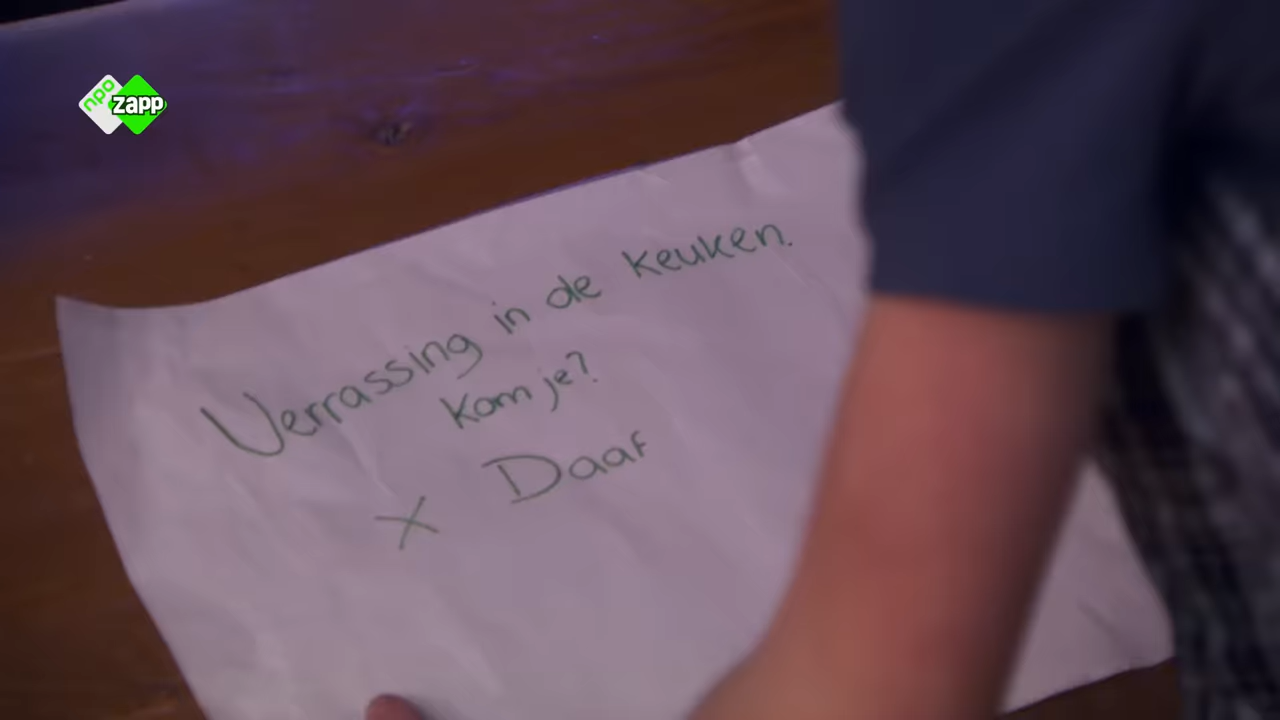 npo
zapp
Verrassing in de keuken.
Kom je?
x Daaf